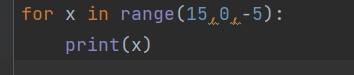 for x in range(15,0,-5):
    print(x)